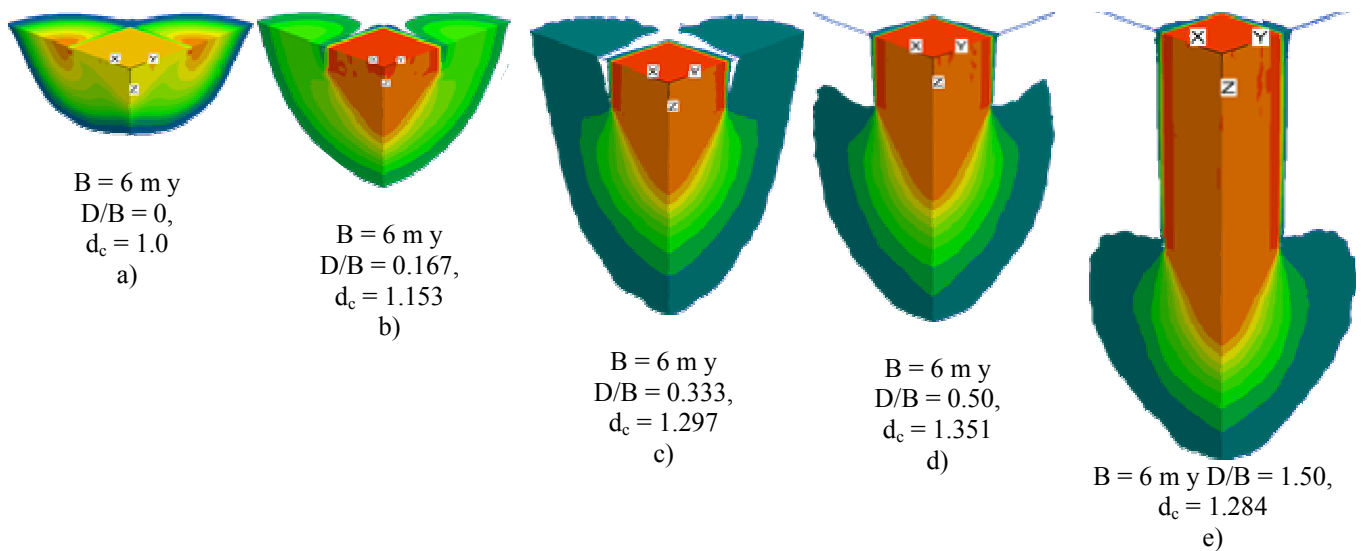 X Y
Z
B = 6 m y
D/B = 0,
d_c = 1.0
a)
X Y
Z
B = 6 m y
D/B = 0.167,
d_c = 1.153
b)
X Y
Z
B = 6 m y
D/B = 0.333,
d_c = 1.297
c)
X Y
Z
B = 6 m y
D/B = 0.50,
d_c = 1.351
d)
X Y
Z
B = 6 m y D/B = 1.50,
d_c = 1.284
e)